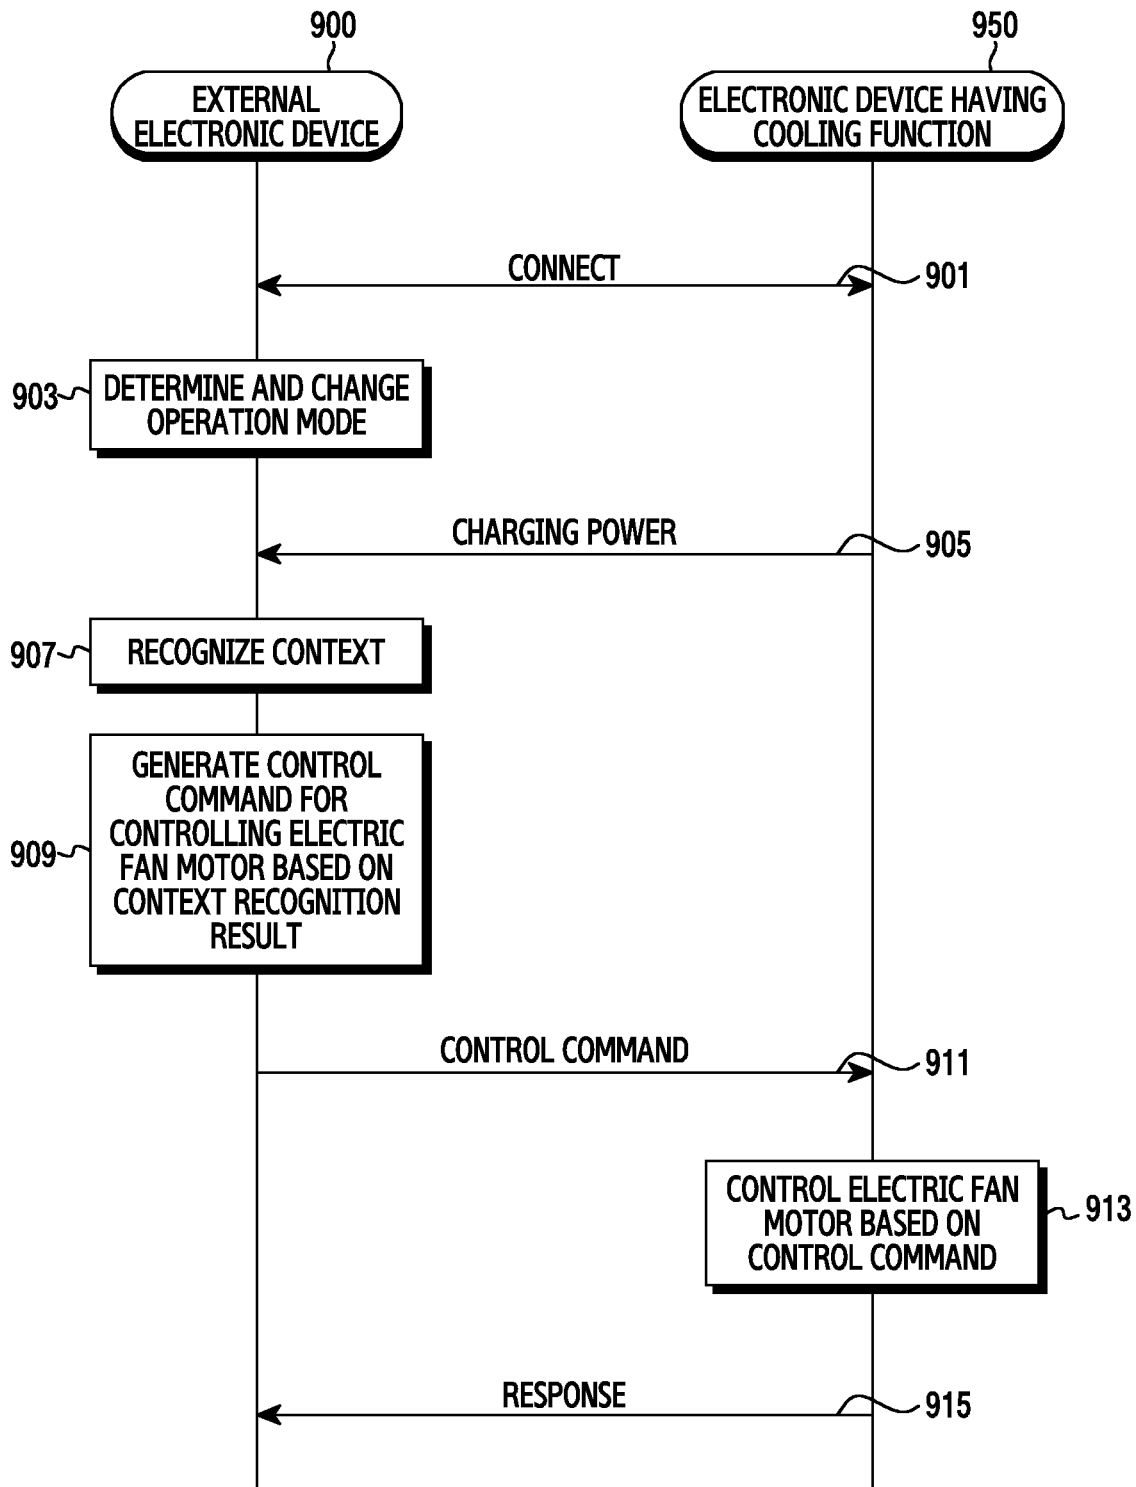 900
950
EXTERNAL
ELECTRONIC DEVICE
ELECTRONIC DEVICE HAVING
COOLING FUNCTION
CONNECT
901
903
DETERMINE AND CHANGE
OPERATION MODE
CHARGING POWER
905
907
RECOGNIZE CONTEXT
909
GENERATE CONTROL
COMMAND FOR
CONTROLLING ELECTRIC
FAN MOTOR BASED ON
CONTEXT RECOGNITION
RESULT
CONTROL COMMAND
911
CONTROL ELECTRIC FAN
MOTOR BASED ON
CONTROL COMMAND
913
RESPONSE
915